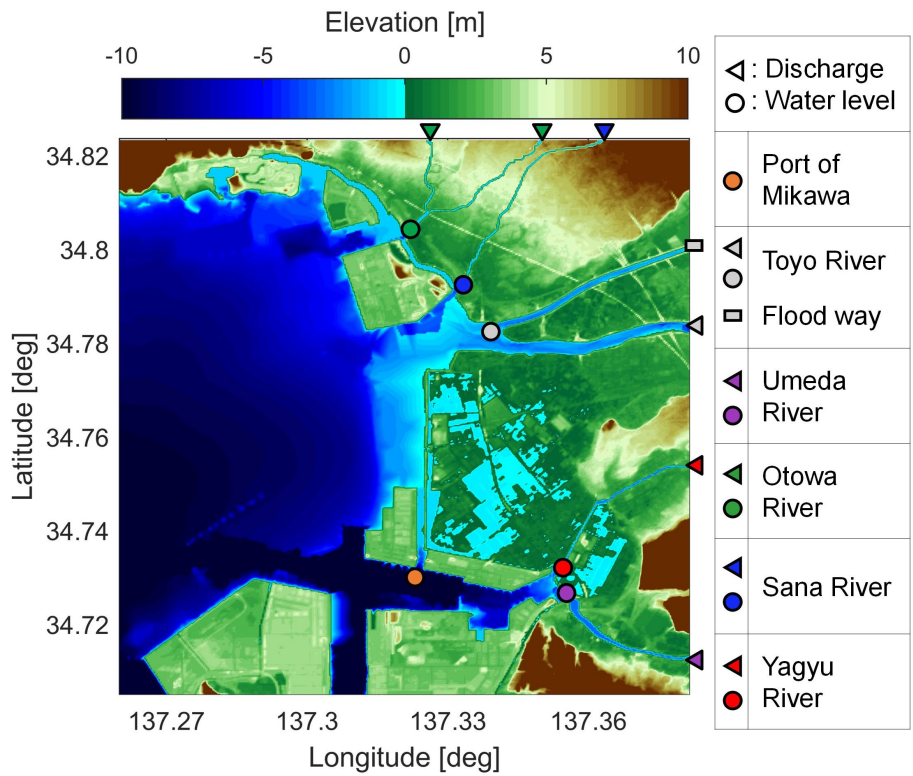 Elevation [m]
-10 -5 0 5 10
34.82
34.8
34.78
34.76
34.74
34.72
Latitude [deg]
137.27 137.3 137.33 137.36
Longitude [deg]
: Discharge
: Water level
Port of
Mikawa
Toyo River
Flood way
Umeda
River
Otowa
River
Sana River
Yagyu
River